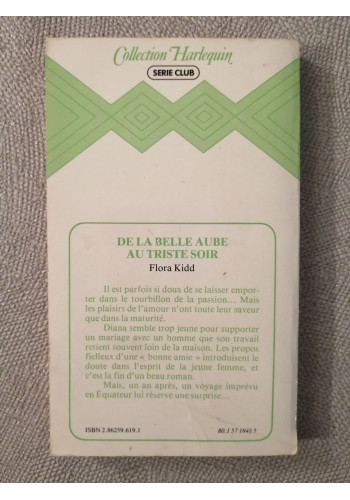 Collection Harlequin
SERIE CLUB
DE LA BELLE AUBE
AU TRISTE SOIR
Flora Kidd
Il est parfois si doux de se laisser empor-
ter dans le tourbillon de la passion... Mais
les plaisirs de l'amour n'ont toute leur saveur
que dans la maturité.
Diana semble trop jeune pour supporter
un mariage avec un homme que son travail
retient souvent loin de la maison. Les propos
fielleux d'une « bonne amie » introduisent le
doute dans l'esprit de la jeune femme, et
c'est la fin d'un beau roman...
Mais, un an après, un voyage imprévu
en Équateur lui réserve une surprise...
ISBN 2.86259.619.1
80.1 57 1641 5